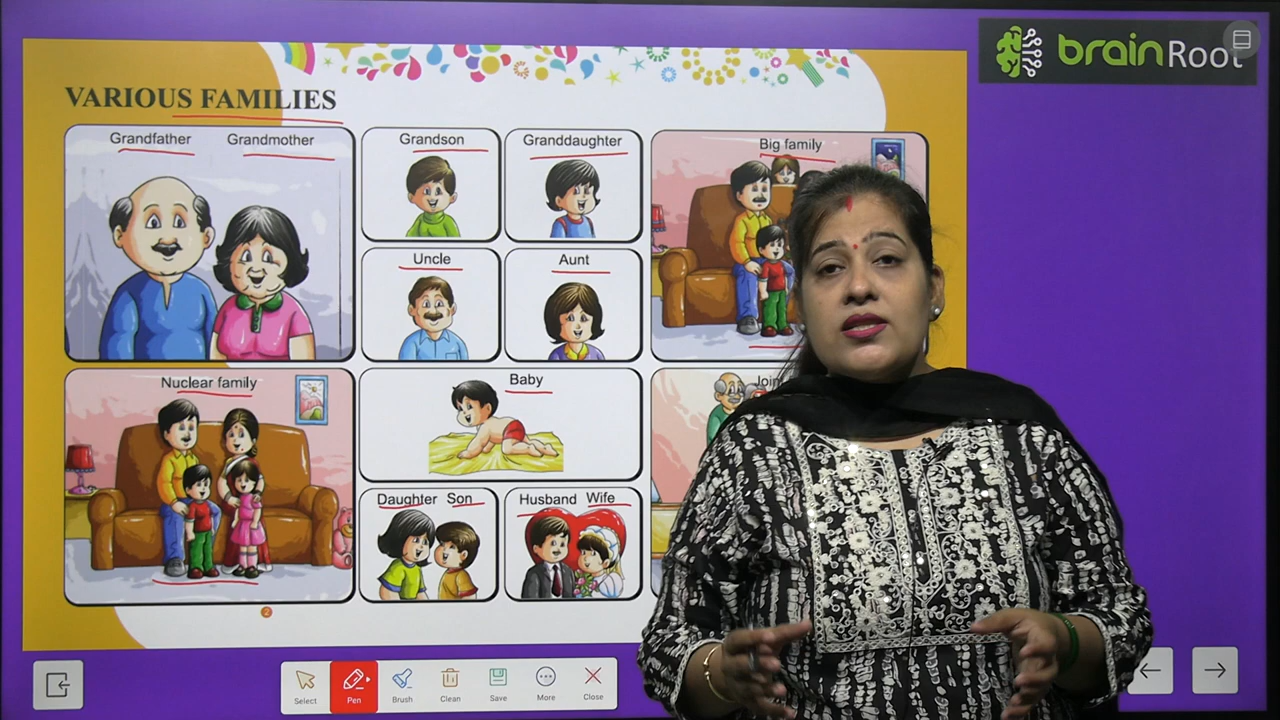 brainRoot
VARIOUS FAMILIES
Grandfather Grandmother
Grandson
Granddaughter
Big family
Uncle
Aunt
Nuclear family
Baby
Daughter Son
Husband Wife
2
Select
Pen
Brush
Clean
Save
More
Close